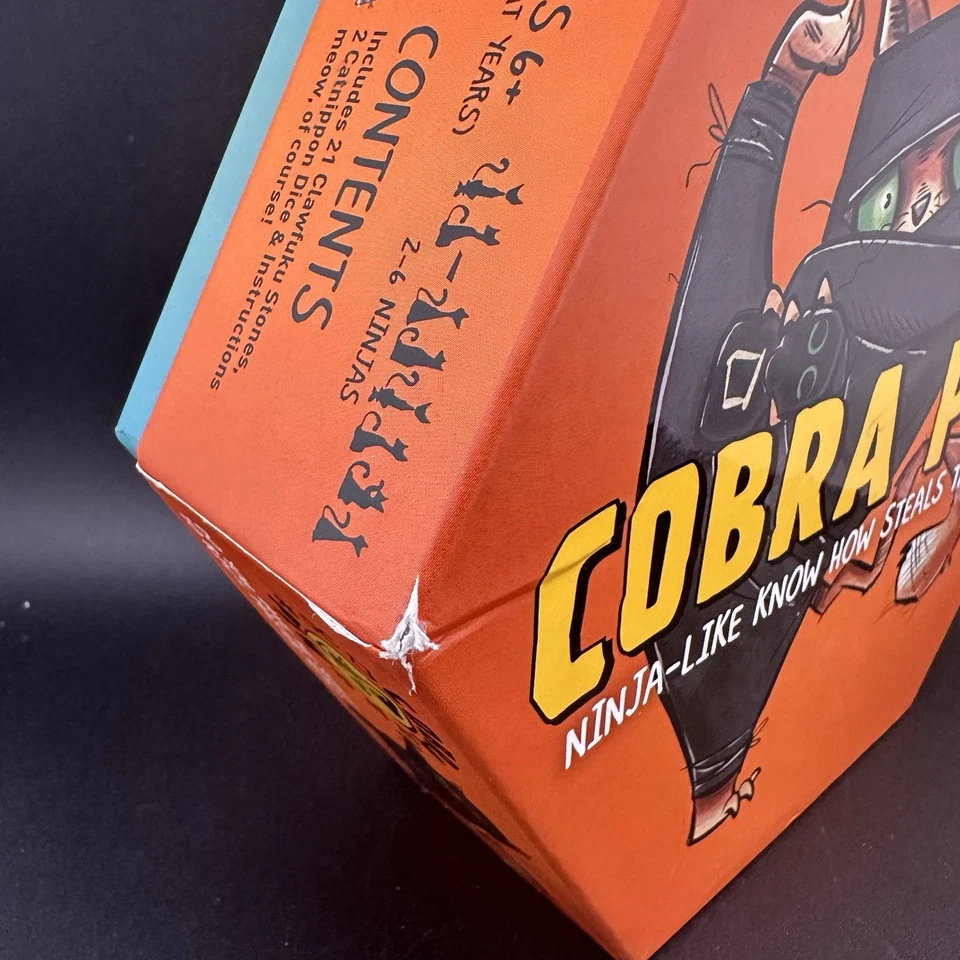 S 6+
AT YEARS)
2-6 NINJAS
CONTENTS
Includes 21 Clawfuku Stones,
2 Catnippon Dice & Instructions
meow, of course!
COBRA
NINJA-LIKE KNOW HOW STEALS